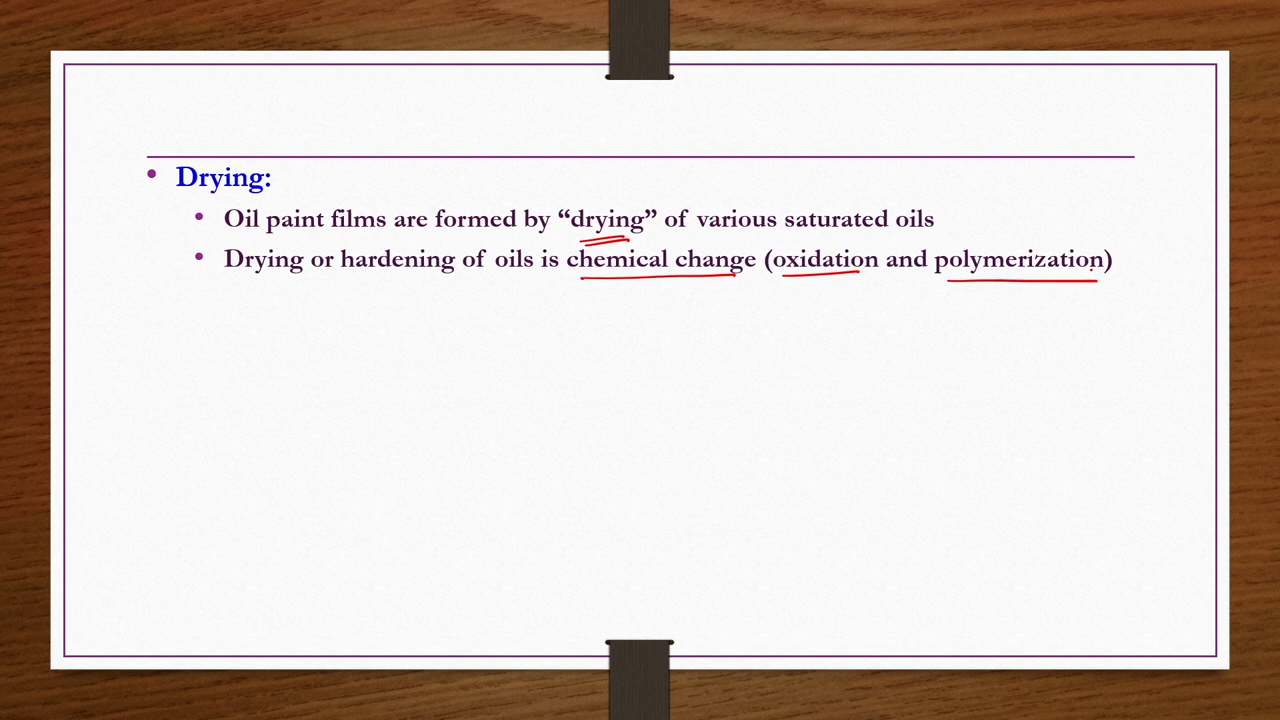 • Drying:
• Oil paint films are formed by “drying” of various saturated oils
• Drying or hardening of oils is chemical change (oxidation and polymerization)